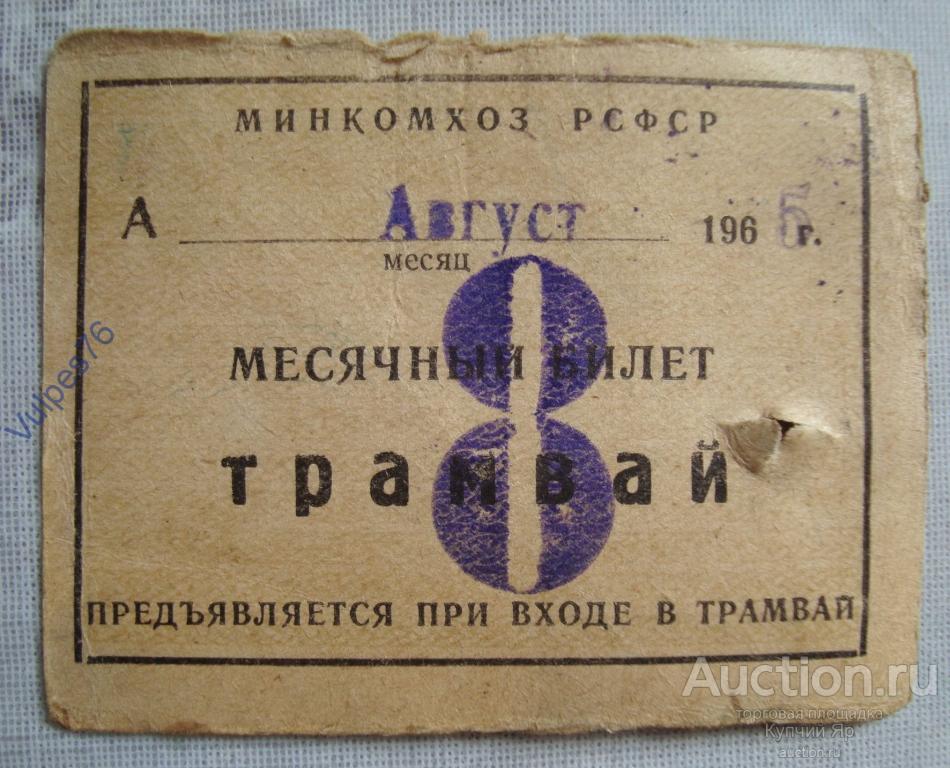 МИНКОМХОЗ РСФСР
А Август 1965 г.
месяц
8
МЕСЯЧНЫЙ БИЛЕТ
трамвай
ПРЕДЪЯВЛЯЕТСЯ ПРИ ВХОДЕ В ТРАМВАЙ
Vulpes76
Auction.ru
торговая площадка
Купчий Яр
auction.ru